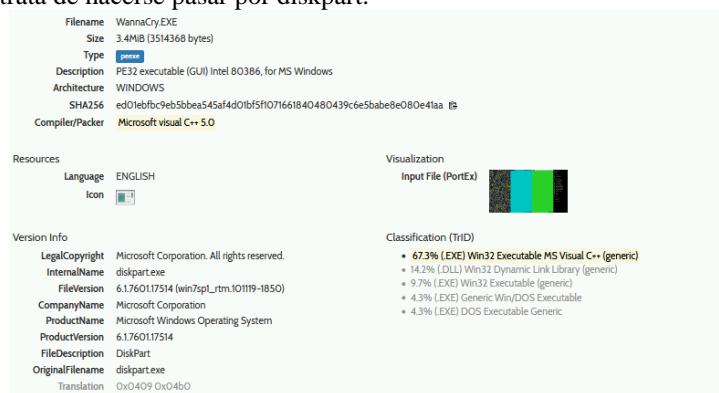 trata de hacerse pasar por diskpart.
Filename WannaCry.EXE
Size 3.4MiB (3514368 bytes)
Type peexe
Description PE32 executable (GUI) Intel 80386, for MS Windows
Architecture WINDOWS
SHA256 ed01ebfbc9eb5bbea545af4d01bf5f1071661840480439c6e5babe8e080e41aa
Compiler/Packer Microsoft visual C++ 5.0
Resources
Language ENGLISH
Icon
Visualization
Input File (PortEx)
Version Info
LegalCopyright Microsoft Corporation. All rights reserved.
InternalName diskpart.exe
FileVersion 6.1.7601.17514 (win7sp1_rtm.101119-1850)
CompanyName Microsoft Corporation
ProductName Microsoft Windows Operating System
ProductVersion 6.1.7601.17514
FileDescription DiskPart
OriginalFilename diskpart.exe
Translation 0x0409 0x04b0
Classification (TrID)
67.3% (.EXE) Win32 Executable MS Visual C++ (generic)
14.2% (.DLL) Win32 Dynamic Link Library (generic)
9.7% (.EXE) Win32 Executable (generic)
4.3% (.EXE) Generic Win/DOS Executable
4.3% (.EXE) DOS Executable Generic